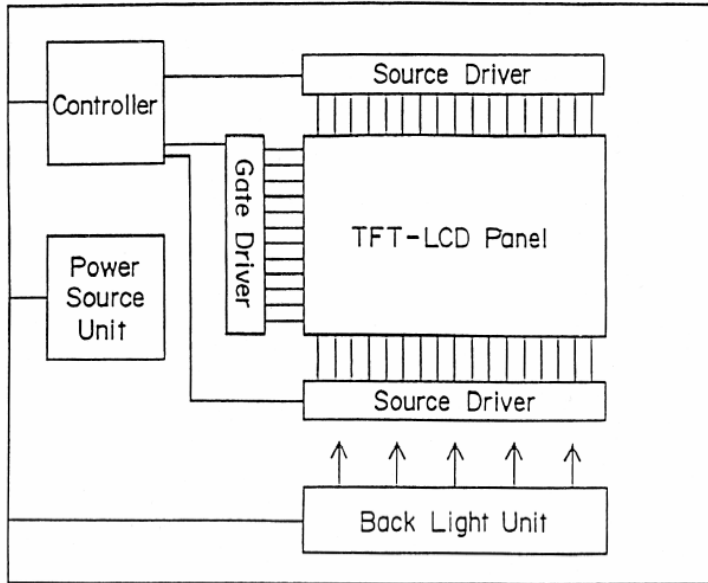 Source Driver
Controller
Gate Driver
TFT-LCD Panel
Power
Source
Unit
Source Driver
Back Light Unit